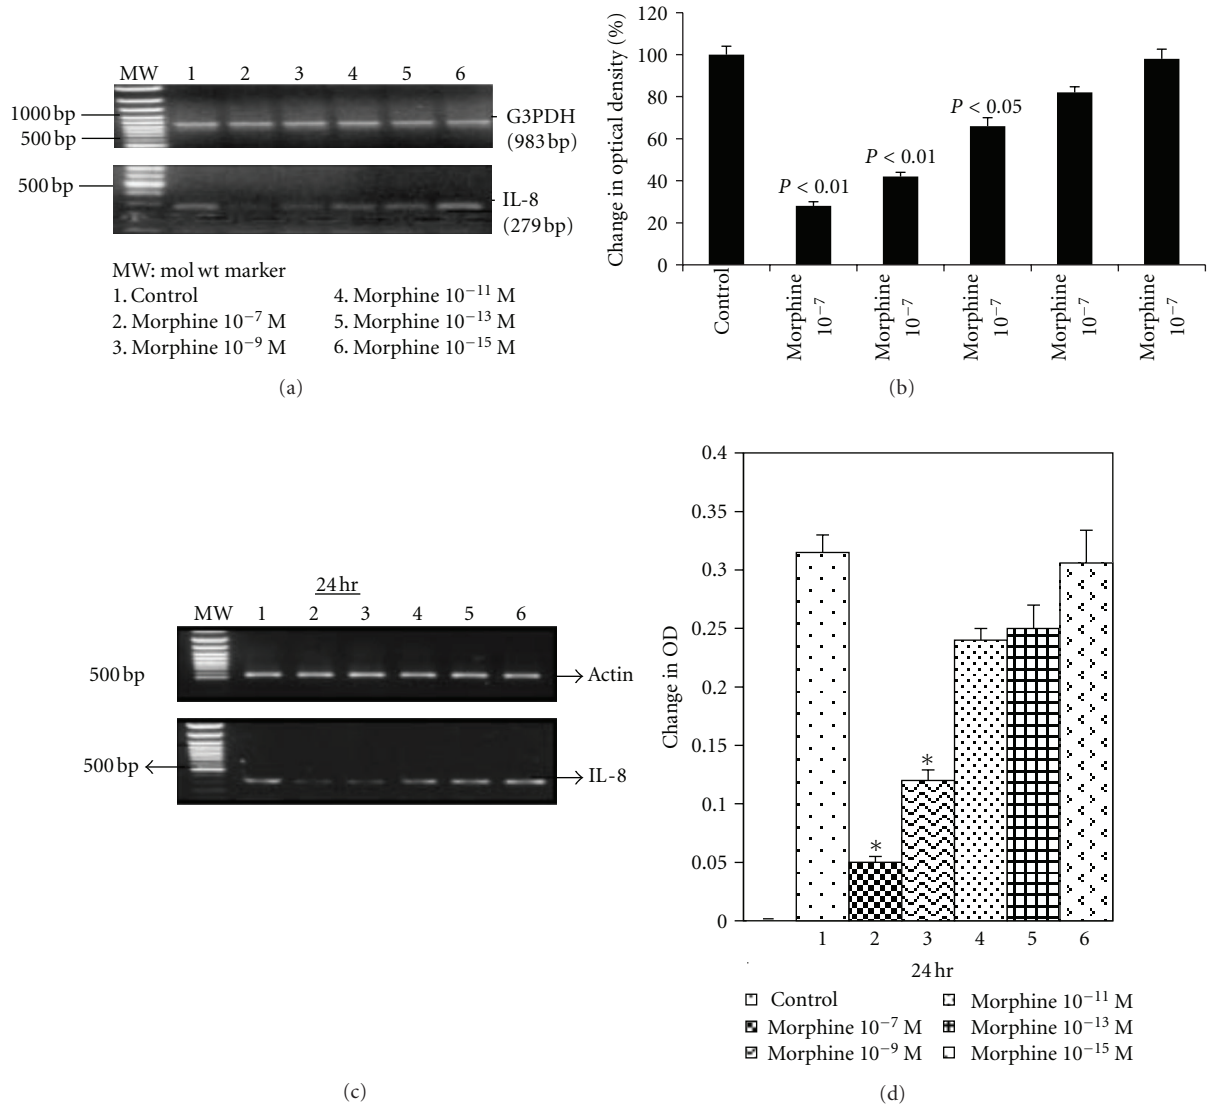 MW 1 2 3 4 5 6
1000 bp
500 bp
G3PDH
(983 bp)
500 bp
IL-8
(279 bp)
MW: mol wt marker
1. Control
2. Morphine 10⁻⁷ M
3. Morphine 10⁻⁹ M
4. Morphine 10⁻¹¹ M
5. Morphine 10⁻¹³ M
6. Morphine 10⁻¹⁵ M
(a)
Change in optical density (%)
120
100
80
60
40
20
0
P < 0.01
P < 0.01
P < 0.05
Control
Morphine
10⁻⁷
Morphine
10⁻⁷
Morphine
10⁻⁷
Morphine
10⁻⁷
Morphine
10⁻⁷
(b)
24 hr
MW 1 2 3 4 5 6
500 bp
Actin
500 bp
IL-8
(c)
Change in OD
0.4
0.35
0.3
0.25
0.2
0.15
0.1
0.05
0
*
*
1 2 3 4 5 6
24 hr
Control
Morphine 10⁻⁷ M
Morphine 10⁻⁹ M
Morphine 10⁻¹¹ M
Morphine 10⁻¹³ M
Morphine 10⁻¹⁵ M
(d)